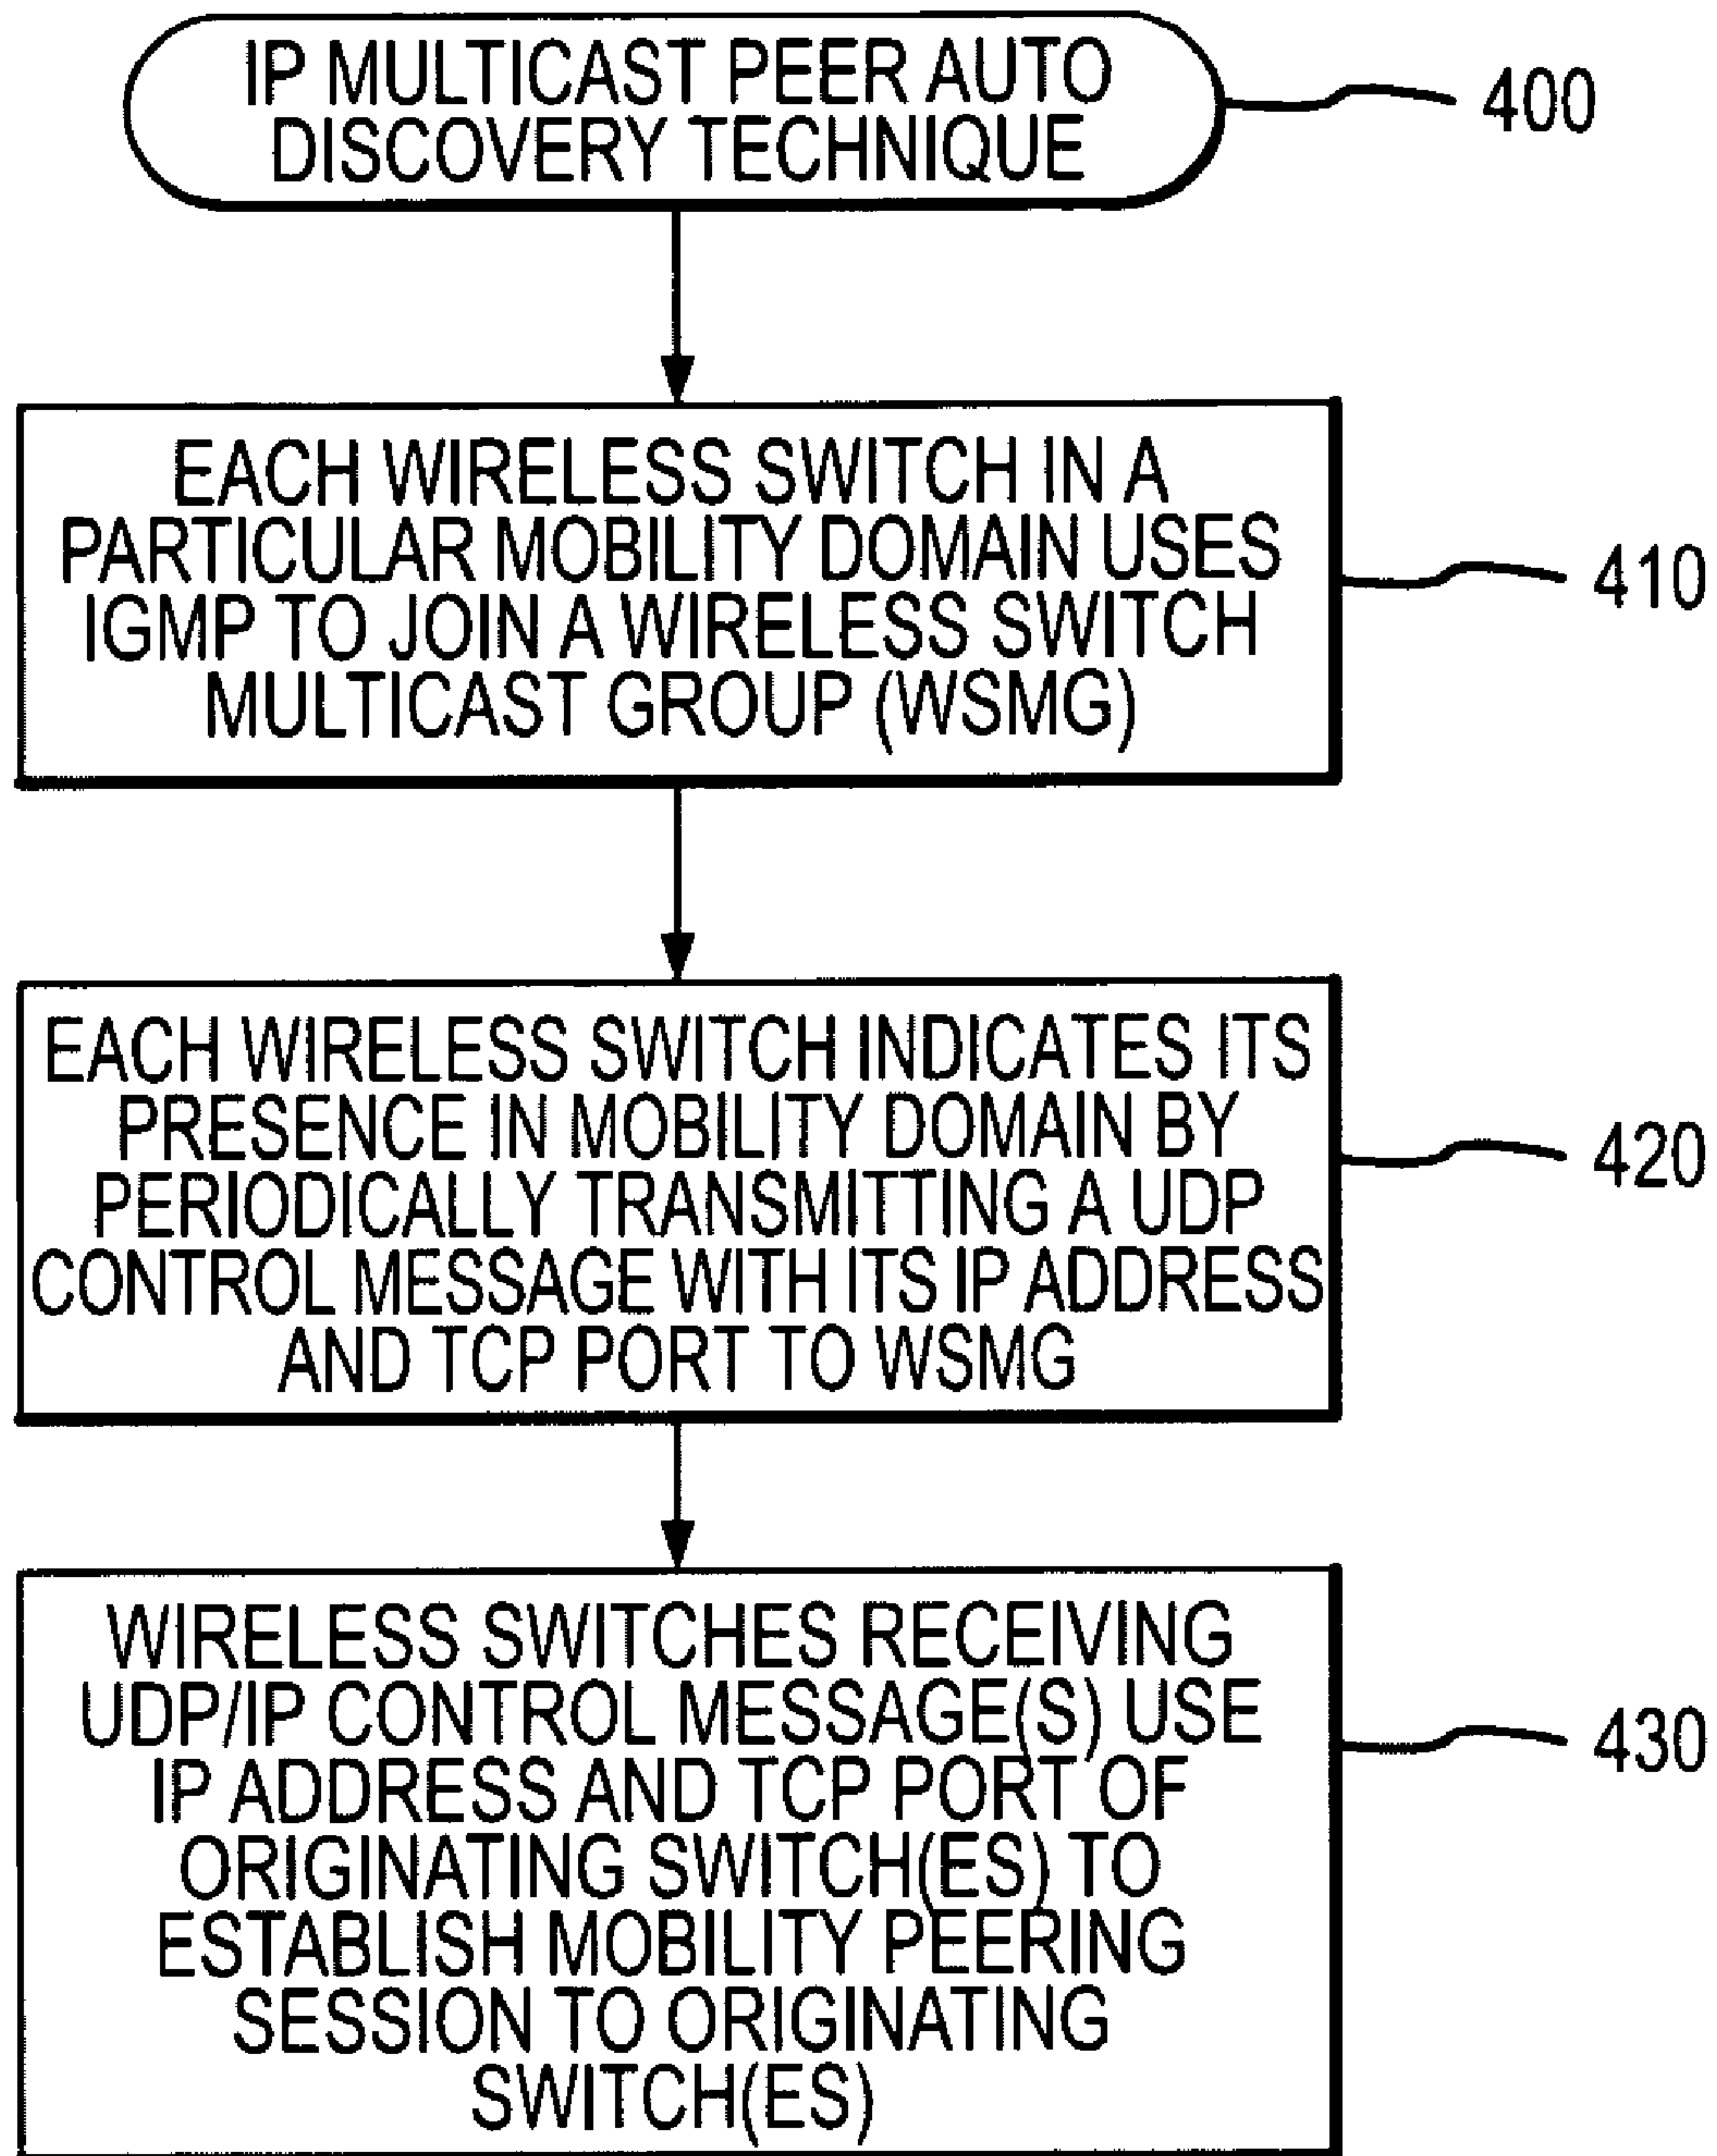 IP MULTICAST PEER AUTO
DISCOVERY TECHNIQUE
400
EACH WIRELESS SWITCH IN A
PARTICULAR MOBILITY DOMAIN USES
IGMP TO JOIN A WIRELESS SWITCH
MULTICAST GROUP (WSMG)
410
EACH WIRELESS SWITCH INDICATES ITS
PRESENCE IN MOBILITY DOMAIN BY
PERIODICALLY TRANSMITTING A UDP
CONTROL MESSAGE WITH ITS IP ADDRESS
AND TCP PORT TO WSMG
420
WIRELESS SWITCHES RECEIVING
UDP/IP CONTROL MESSAGE(S) USE
IP ADDRESS AND TCP PORT OF
ORIGINATING SWITCH(ES) TO
ESTABLISH MOBILITY PEERING
SESSION TO ORIGINATING
SWITCH(ES)
430